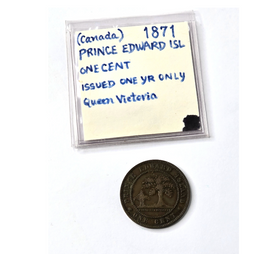 (Canada) 1871
PRINCE EDWARD ISL
ONE CENT
ISSUED ONE YR ONLY
Queen Victoria